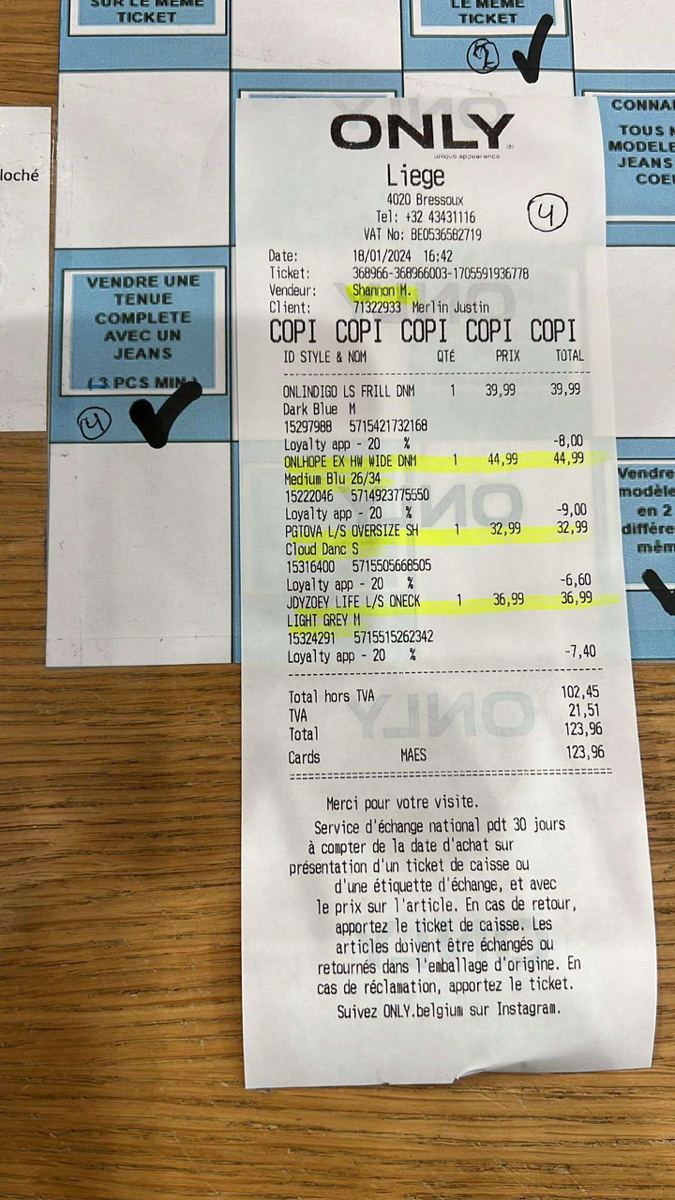 SUR LE MEME
TICKET
LE MEME
TICKET
loché
VENDRE UNE
TENUE
COMPLETE
AVEC UN
JEANS
(3 PCS MIN)
4
CONNA
TOUS
MODELE
JEANS
COE
ONLY
unique appearance
Liege
4020 Bressoux
Tel: +32 43431116
VAT No: BE0536582719
4
Date: 18/01/2024 16:42
Ticket: 368966-368966003-1705591936778
Vendeur: Shannon M.
Client: 71322933 Merlin Justin
COPI COPI COPI COPI COPI
ID STYLE & NOM QTÉ PRIX TOTAL
ONLINDIGO LS FRILL DNM 1 39,99 39,99
Dark Blue M
15297988 5715421732168
Loyalty app - 20 % -8,00
ONLHOPE EX HW WIDE DNM 1 44,99 44,99
Medium Blu 26/34
15222046 5714923775550
Loyalty app - 20 % -9,00
PGTOVA L/S OVERSIZE SH 1 32,99 32,99
Cloud Danc S
15316400 5715505668505
Loyalty app - 20 % -6,60
JDYZOEY LIFE L/S ONECK 1 36,99 36,99
LIGHT GREY M
15324291 5715515262342
Loyalty app - 20 % -7,40
Total hors TVA 102,45
TVA 21,51
Total 123,96
Cards MAES 123,96
Merci pour votre visite.
Service d'échange national pdt 30 jours
à compter de la date d'achat sur
présentation d'un ticket de caisse ou
d'une étiquette d'échange, et avec
le prix sur l'article. En cas de retour,
apportez le ticket de caisse. Les
articles doivent être échangés ou
retournés dans l'emballage d'origine. En
cas de réclamation, apportez le ticket.
Suivez ONLY.belgium sur Instagram.
Vendre
modèle
en 2
différe
mêm